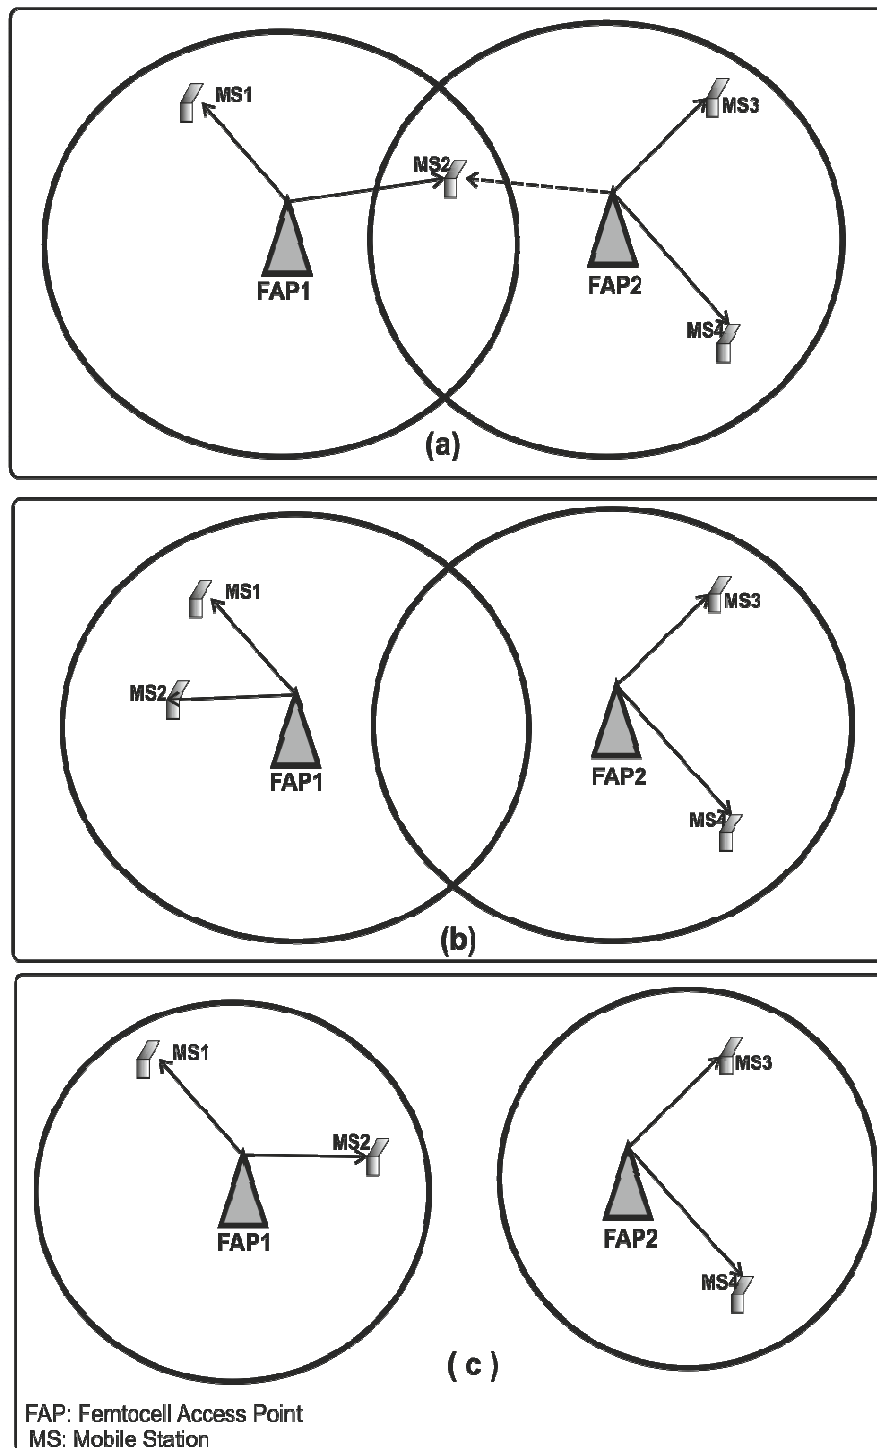 MS1
MS2
MS3
FAP1
FAP2
MS4
(a)
MS1
MS2
MS3
FAP1
FAP2
MS4
(b)
MS1
MS2
MS3
FAP1
FAP2
MS4
( c )
FAP: Femtocell Access Point
MS: Mobile Station